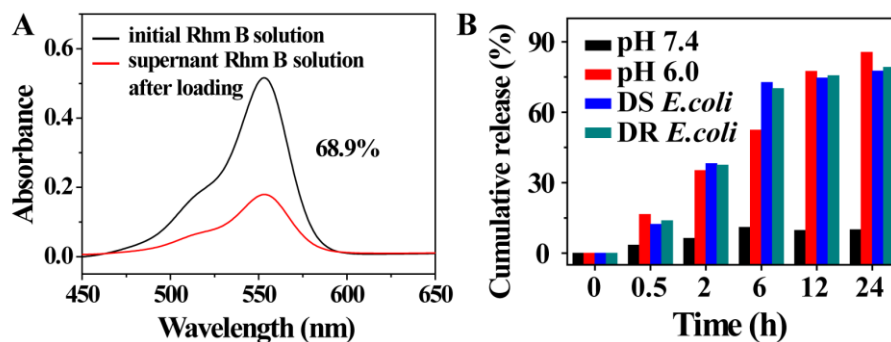 A
initial Rhm B solution
supernant Rhm B solution
after loading
68.9%
Absorbance
0.6
0.4
0.2
0.0
450 500 550 600 650
Wavelength (nm)
B
pH 7.4
pH 6.0
DS E.coli
DR E.coli
Cumulative release (%)
90
60
30
0
0 0.5 2 6 12 24
Time (h)